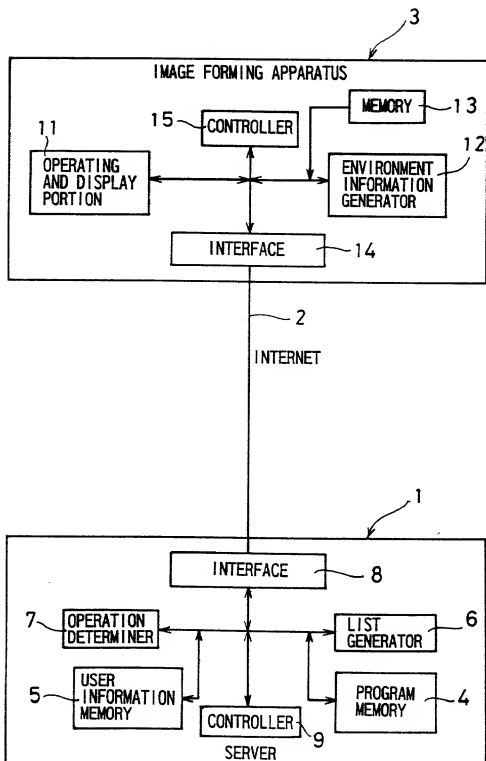 3
IMAGE FORMING APPARATUS
MEMORY
13
15
CONTROLLER
11
OPERATING
AND DISPLAY
PORTION
12
ENVIRONMENT
INFORMATION
GENERATOR
INTERFACE
14
2
INTERNET
1
INTERFACE
8
7
OPERATION
DETERMINER
LIST
GENERATOR
6
5
USER
INFORMATION
MEMORY
PROGRAM
MEMORY
4
CONTROLLER
9
SERVER